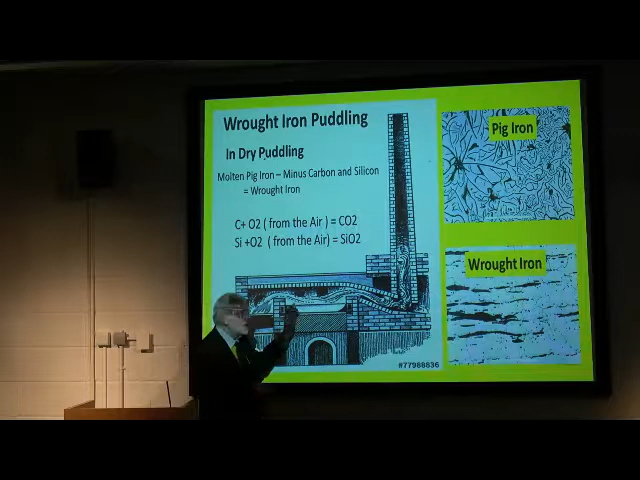 Wrought Iron Puddling
In Dry Puddling
Molten Pig Iron – Minus Carbon and Silicon
= Wrought Iron
C+ O2 ( from the Air ) = CO2
Si +O2 ( from the Air) = SiO2
#77988836
Pig Iron
Wrought Iron